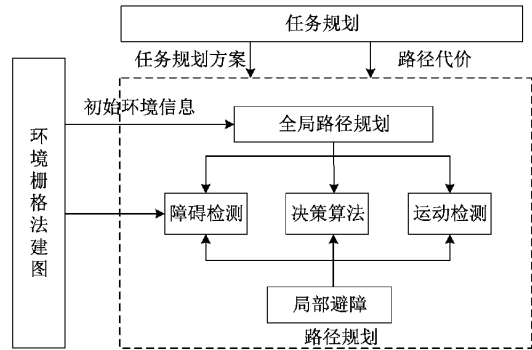 任务规划
任务规划方案
路径代价
环境栅格法建图
初始环境信息
全局路径规划
障碍检测
决策算法
运动检测
局部避障
路径规划